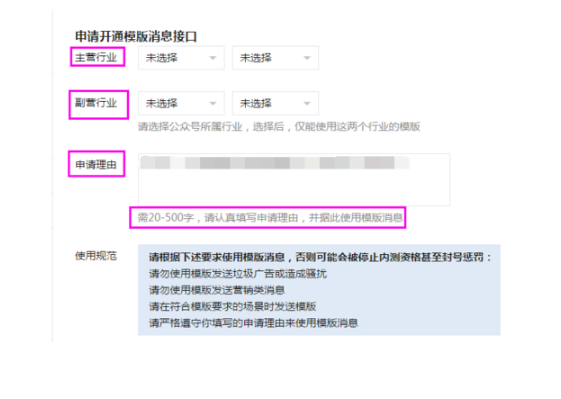 申请开通模版消息接口
主营行业 未选择 未选择
副营行业 未选择 未选择
请选择公众号所属行业，选择后，仅能使用这两个行业的模版
申请理由
需20-500字，请认真填写申请理由，并据此使用模版消息
使用规范 请根据下述要求使用模版消息，否则可能会被停止内测资格甚至封号惩罚：
请勿使用模版发送垃圾广告或造成骚扰
请勿使用模版发送营销类消息
请在符合模版要求的场景时发送模版
请严格遵守你填写的申请理由来使用模版消息